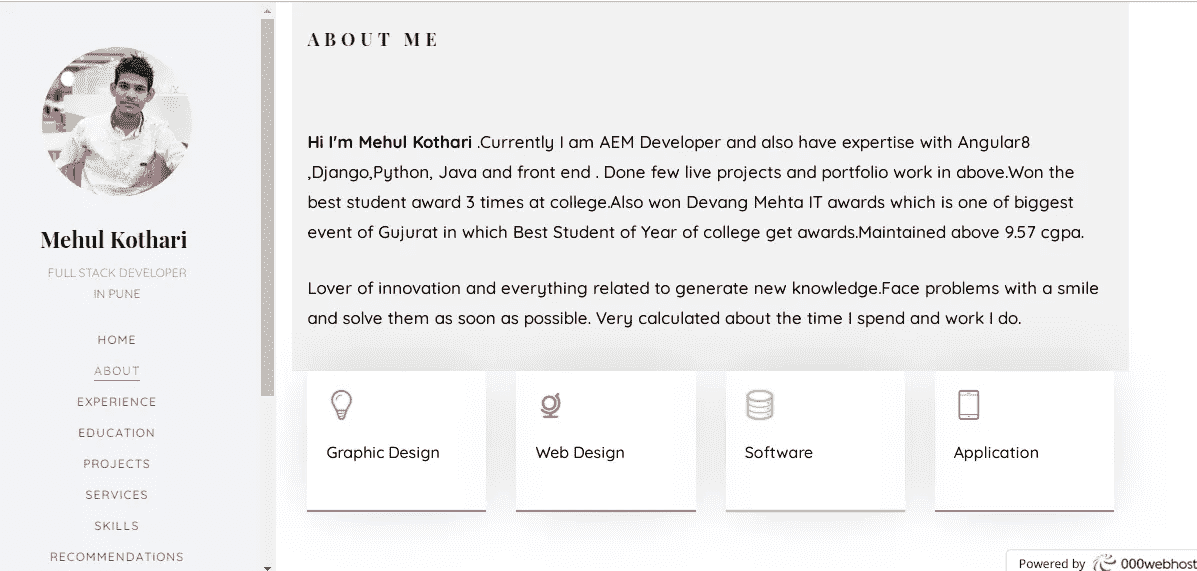 Mehul Kothari
FULL STACK DEVELOPER
IN PUNE
HOME
ABOUT
EXPERIENCE
EDUCATION
PROJECTS
SERVICES
SKILLS
RECOMMENDATIONS
ABOUT ME
Hi I'm Mehul Kothari .Currently I am AEM Developer and also have expertise with Angular8
,Django,Python, Java and front end . Done few live projects and portfolio work in above.Won the
best student award 3 times at college.Also won Devang Mehta IT awards which is one of biggest
event of Gujurat in which Best Student of Year of college get awards.Maintained above 9.57 cgpa.
Lover of innovation and everything related to generate new knowledge.Face problems with a smile
and solve them as soon as possible. Very calculated about the time I spend and work I do.
Graphic Design
Web Design
Software
Application
Powered by 000webhost